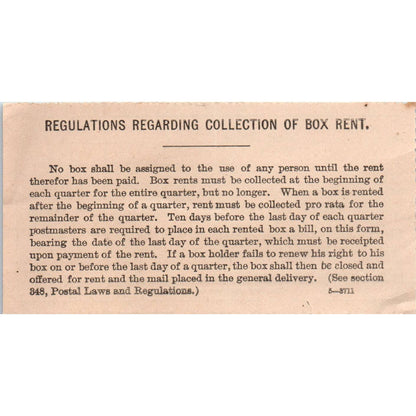 REGULATIONS REGARDING COLLECTION OF BOX RENT.
No box shall be assigned to the use of any person until the rent
therefor has been paid. Box rents must be collected at the beginning of
each quarter for the entire quarter, but no longer. When a box is rented
after the beginning of a quarter, rent must be collected pro rata for the
remainder of the quarter. Ten days before the last day of each quarter
postmasters are required to place in each rented box a bill, on this form,
bearing the date of the last day of the quarter, which must be receipted
upon payment of the rent. If a box holder fails to renew his right to his
box on or before the last day of a quarter, the box shall then be closed and
offered for rent and the mail placed in the general delivery. (See section
348, Postal Laws and Regulations.) 5—3711